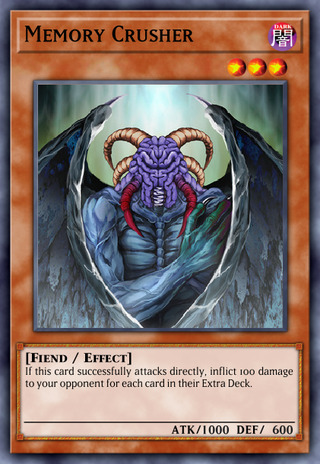 Memory Crusher
DARK
闇
[Fiend / Effect]
If this card successfully attacks directly, inflict 100 damage
to your opponent for each card in their Extra Deck.
ATK/1000 DEF/ 600